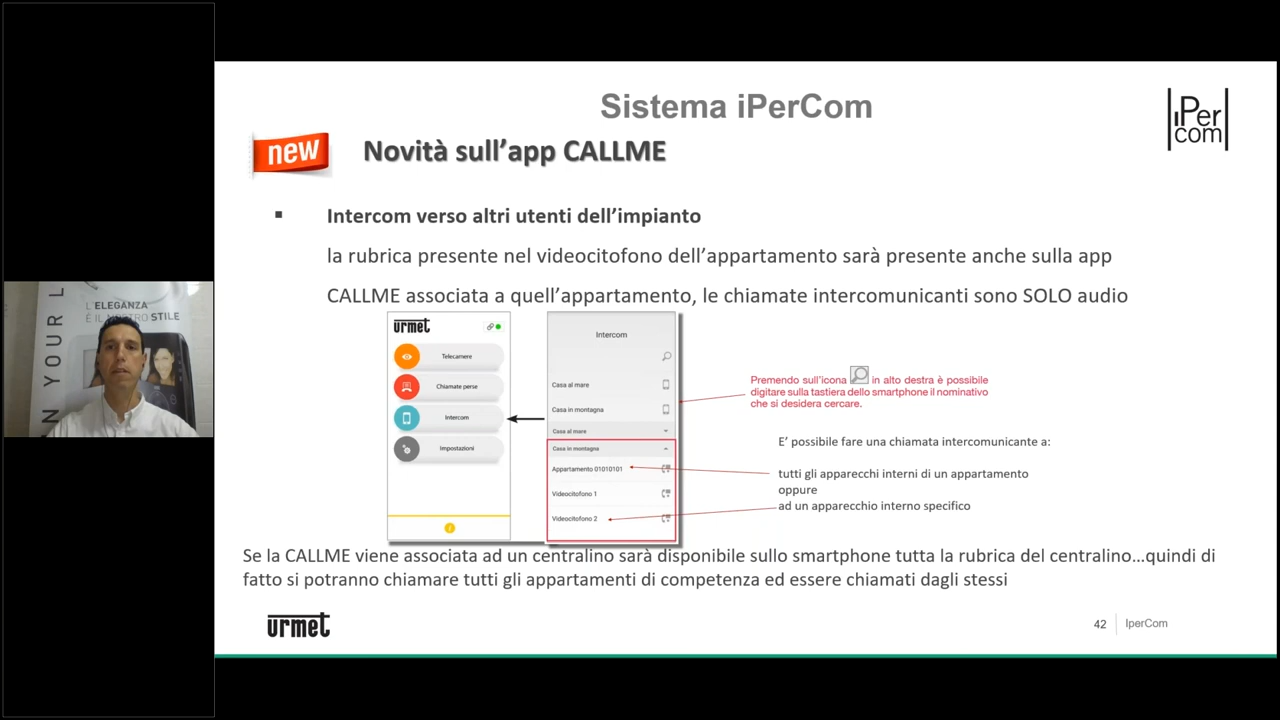 Sistema iPerCom
iPer
com
new
Novità sull'app CALLME
▪ Intercom verso altri utenti dell'impianto
la rubrica presente nel videocitofono dell'appartamento sarà presente anche sulla app
CALLME associata a quell'appartamento, le chiamate intercomunicanti sono SOLO audio
urmet
Telecamere
Chiamate perse
Intercom
Impostazioni
Intercom
Casa al mare
Casa in montagna
Casa al mare
Casa in montagna
Appartamento 01010101
Videocitofono 1
Videocitofono 2
Premendo sull'icona in alto destra è possibile
digitare sulla tastiera dello smartphone il nominativo
che si desidera cercare.
E' possibile fare una chiamata intercomunicante a:
tutti gli apparecchi interni di un appartamento
oppure
ad un apparecchio interno specifico
Se la CALLME viene associata ad un centralino sarà disponibile sullo smartphone tutta la rubrica del centralino…quindi di
fatto si potranno chiamare tutti gli appartamenti di competenza ed essere chiamati dagli stessi
urmet
42
IperCom
L'ELEGANZA
È IL NOSTRO STILE
IN YOUR L